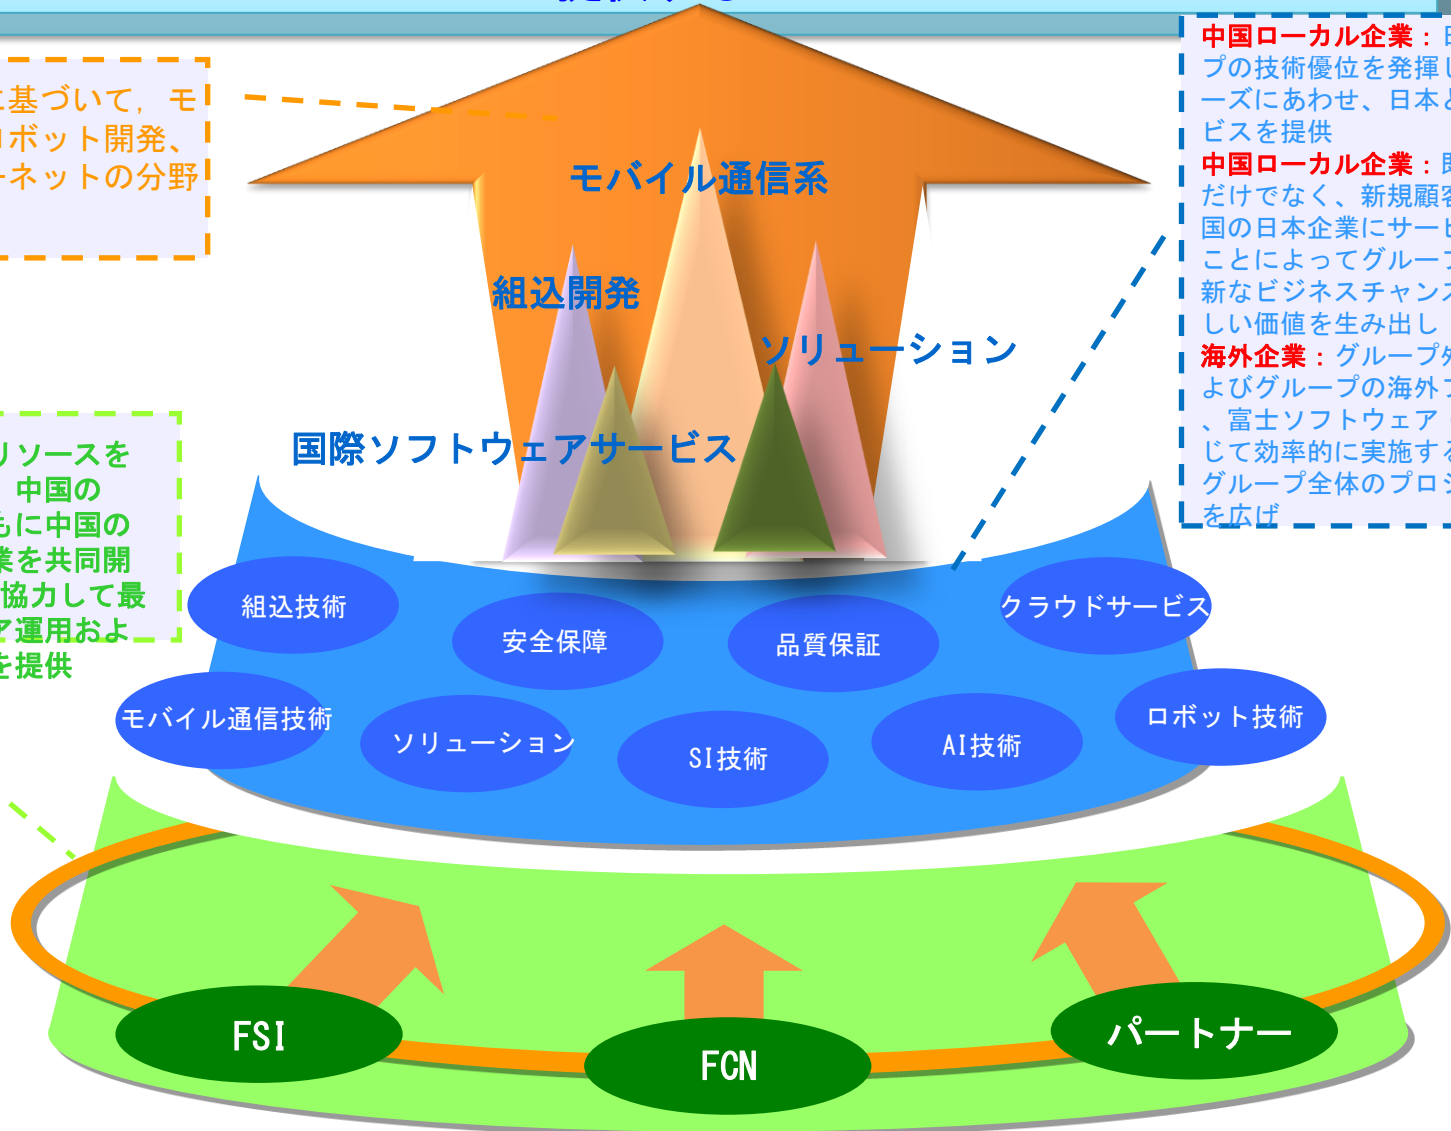 に基づいて，モ
ロボット開発、
ーネットの分野
中国ローカル企業：日
プの技術優位を発揮し
ーズにあわせ、日本と
ビスを提供
中国ローカル企業：既
だけでなく、新規顧客
国の日本企業にサービ
ことによってグループ
新なビジネスチャンス
しい価値を生み出し
海外企業：グループ外
よびグループの海外ブ
、富士ソフトウェア
じて効率的に実施する
グループ全体のプロジ
を広げ
モバイル通信系
組込開発
ソリューション
国際ソフトウェアサービス
リソースを
中国の
もに中国の
業を共同開
協力して最
ア運用およ
を提供
組込技術
安全保障
品質保証
クラウドサービス
モバイル通信技術
ソリューション
SI技術
AI技術
ロボット技術
FSI
FCN
パートナー